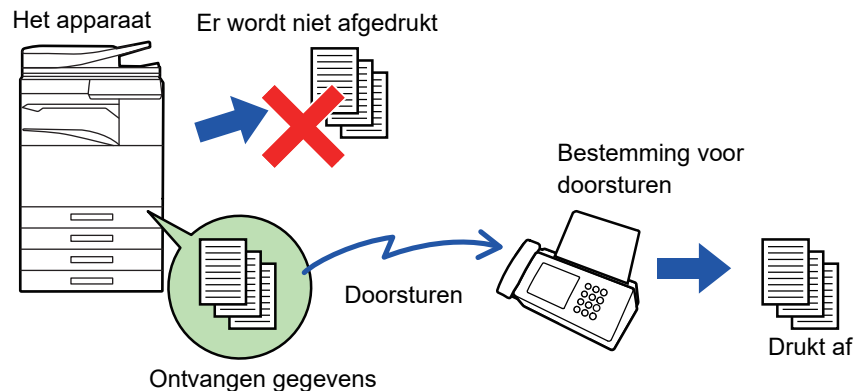 Het apparaat
Er wordt niet afgedrukt
Bestemming voor
doorsturen
Doorsturen
Drukt af
Ontvangen gegevens